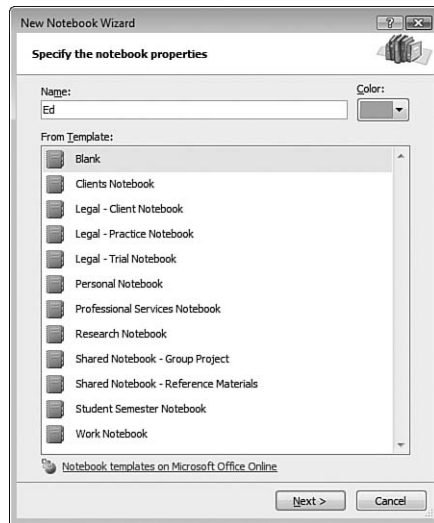 New Notebook Wizard
Specify the notebook properties
Name:
Color:
Ed
From Template:
Blank
Clients Notebook
Legal - Client Notebook
Legal - Practice Notebook
Legal - Trial Notebook
Personal Notebook
Professional Services Notebook
Research Notebook
Shared Notebook - Group Project
Shared Notebook - Reference Materials
Student Semester Notebook
Work Notebook
Notebook templates on Microsoft Office Online
Next >
Cancel